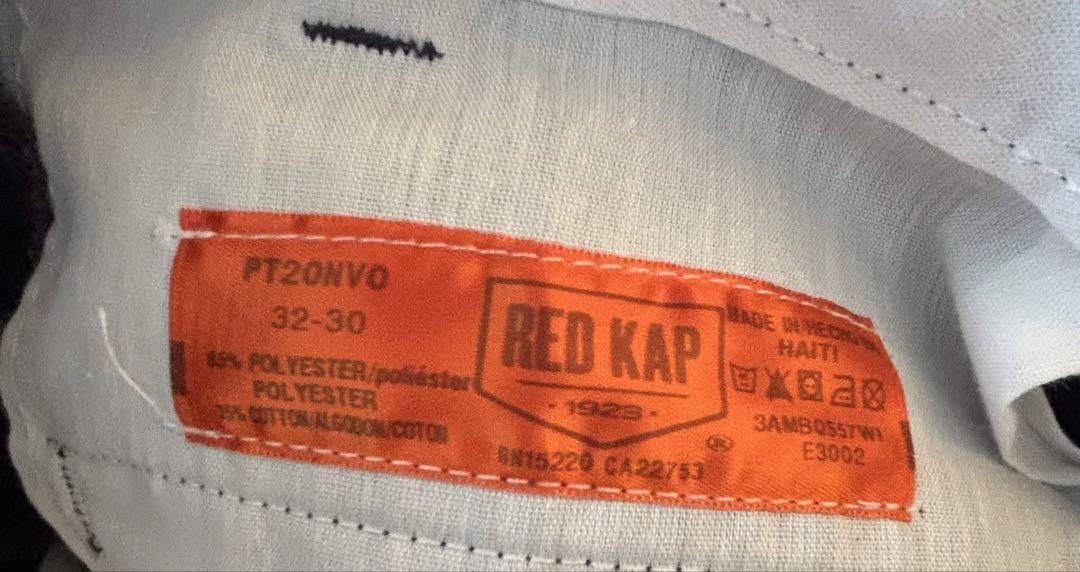 PT20NVO
32-30
65% POLYESTER/poliéster
POLYESTER
35% COTTON/ALGODON/COTON
RED KAP
· 1923 ·
®
RN15220 CA22753
MADE IN/HECHO EN
HAITI
3AMBQ557W1
E3002